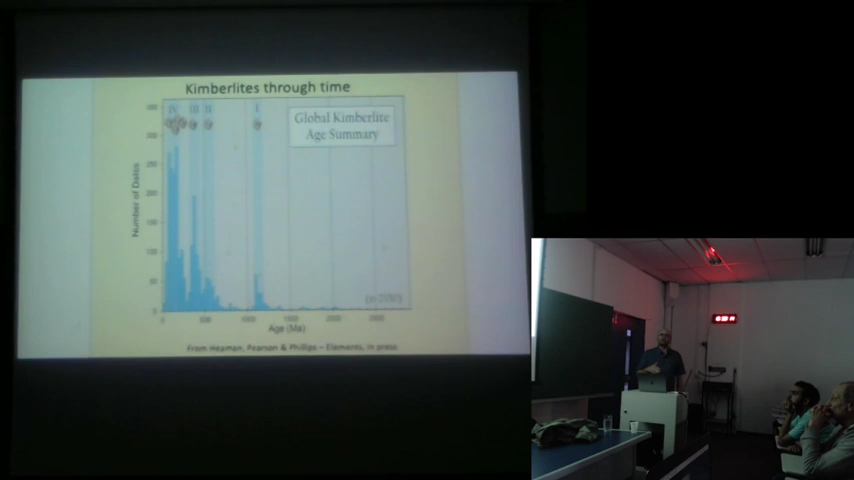 Kimberlites through time
IV III II I
Global Kimberlite
Age Summary
Number of Dates
350
300
250
200
150
100
50
0
0 500 1000 1500 2000 2500
Age (Ma)
From Heaman, Pearson & Phillips – Elements, in press